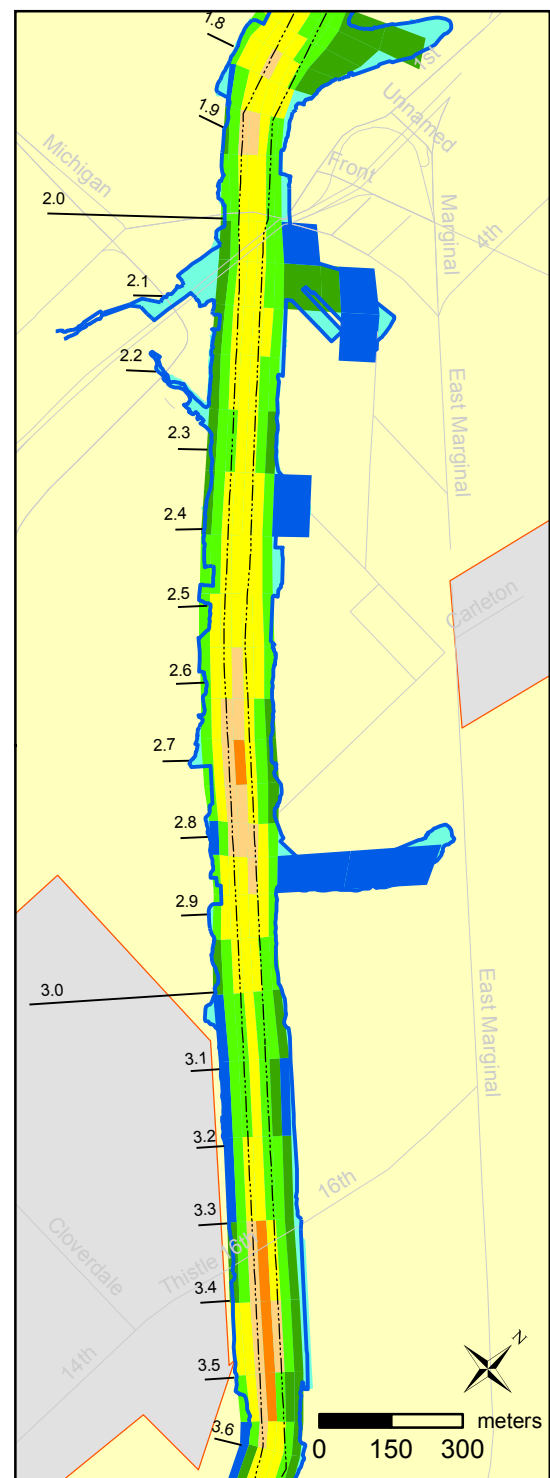 1.8
1st
1.9
Unnamed
Michigan
Front
2.0
Marginal
4th
2.1
2.2
East Marginal
2.3
2.4
2.5
Carleton
2.6
2.7
2.8
2.9
3.0
East Marginal
3.1
3.2
16th
3.3
Cloverdale
Thistle 16th
3.4
14th
3.5
N
3.6
meters
0 150 300